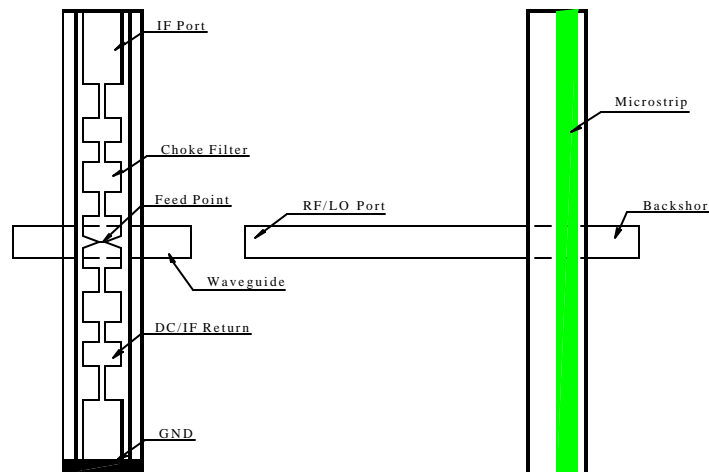 IF Port
Choke Filter
Feed Point
Waveguide
DC/IF Return
GND
RF/LO Port
Microstrip
Backshor